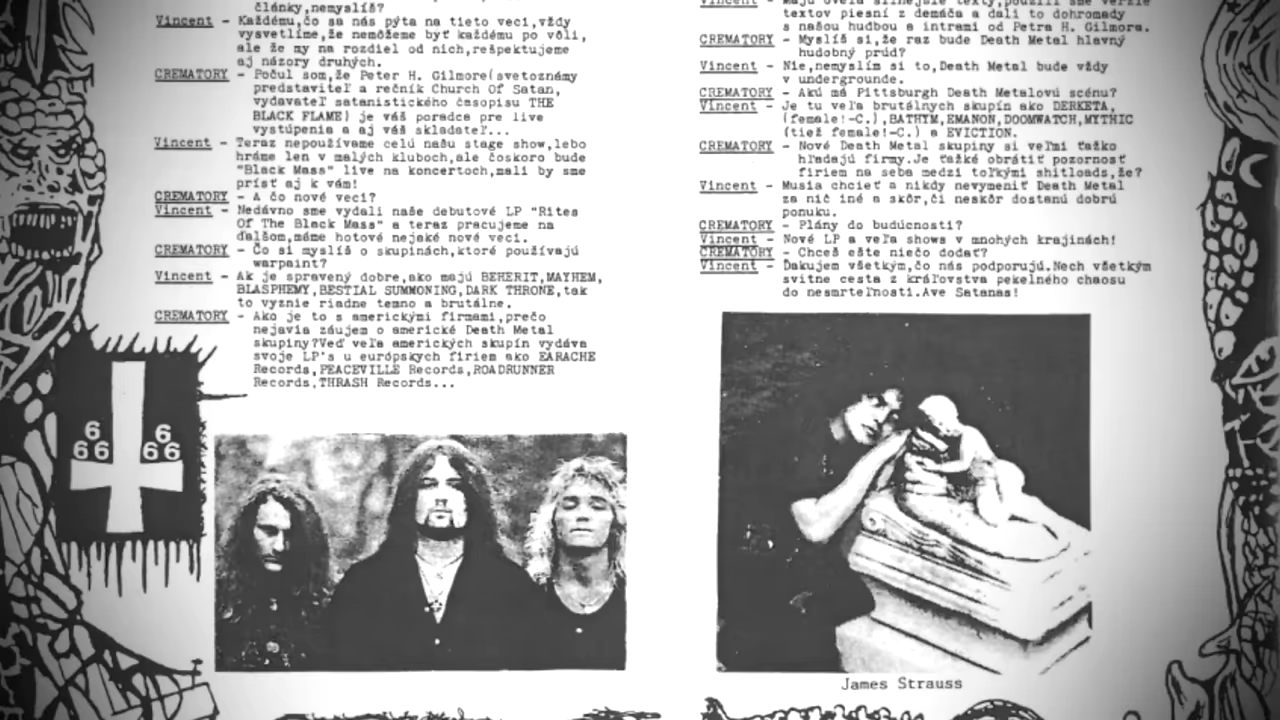 články,nemyslíš?
Vincent - Každému,čo sa nás pýta na tieto veci,vždy
vysvetlíme,že nemôžeme byť každému po vôli,
ale že my na rozdiel od nich,rešpektujeme
aj názory druhých.
CREMATORY - Počul som,že Peter H. Gilmore(svetoznámy
predstaviteľ a rečník Church Of Satan,
vydavateľ satanistického časopisu THE
BLACK FLAME) je váš poradca pre live
vystúpenia a aj váš skladateľ...
Vincent - Teraz nepoužívame celú našu stage show,lebo
hráme len v malých kluboch,ale čoskoro bude
"Black Mass" live na koncertoch,mali by sme
prísť aj k vám!
CREMATORY - A čo nové veci?
Vincent - Nedávno sme vydali naše debutové LP "Rites
Of The Black Mass" a teraz pracujeme na
ďalšom,máme hotové nejaké nové veci.
CREMATORY - Čo si myslíš o skupinách,ktoré používajú
warpaint?
Vincent - Ak je spravený dobre,ako majú BEHERIT,MAYHEM,
BLASPHEMY,BESTIAL SUMMONING,DARK THRONE,tak
to vyznie riadne temno a brutálne.
CREMATORY - Ako je to s americkými firmami,prečo
nejavia záujem o americké Death Metal
skupiny?Veď veľa amerických skupín vydáva
svoje LP's u európskych firiem ako EARACHE
Records,PEACEVILLE Records,ROADRUNNER
Records,THRASH Records...
666
666
Vincent - Majú oveľa silnejšie texty,použili sme verzie
textov piesní z demáča a dali to dohromady
s našou hudbou a intrami od Petra H. Gilmora.
CREMATORY - Myslíš si,že raz bude Death Metal hlavný
hudobný prúd?
Vincent - Nie,nemyslím si to,Death Metal bude vždy
v undergrounde.
CREMATORY - Akú má Pittsburgh Death Metalovú scénu?
Vincent - Je tu veľa brutálnych skupín ako DERKETA,
(female!-C.),BATHYM,EMANON,DOOMWATCH,MYTHIC
(tiež female!-C.) a EVICTION.
CREMATORY - Nové Death Metal skupiny si veľmi ťažko
hľadajú firmy.Je ťažké obrátiť pozornosť
firiem na seba medzi toľkými shitloads,že?
Vincent - Musia chcieť a nikdy nevymeniť Death Metal
za nič iné a skôr,či neskôr dostanú dobrú
ponuku.
CREMATORY - Plány do budúcnosti?
Vincent - Nové LP a veľa shows v mnohých krajinách!
CREMATORY - Chceš ešte niečo dodať?
Vincent - Ďakujem všetkým,čo nás podporujú.Nech všetkým
svitne cesta z kráľovstva pekelného chaosu
do nesmrteľnosti.Ave Satanas!
James Strauss